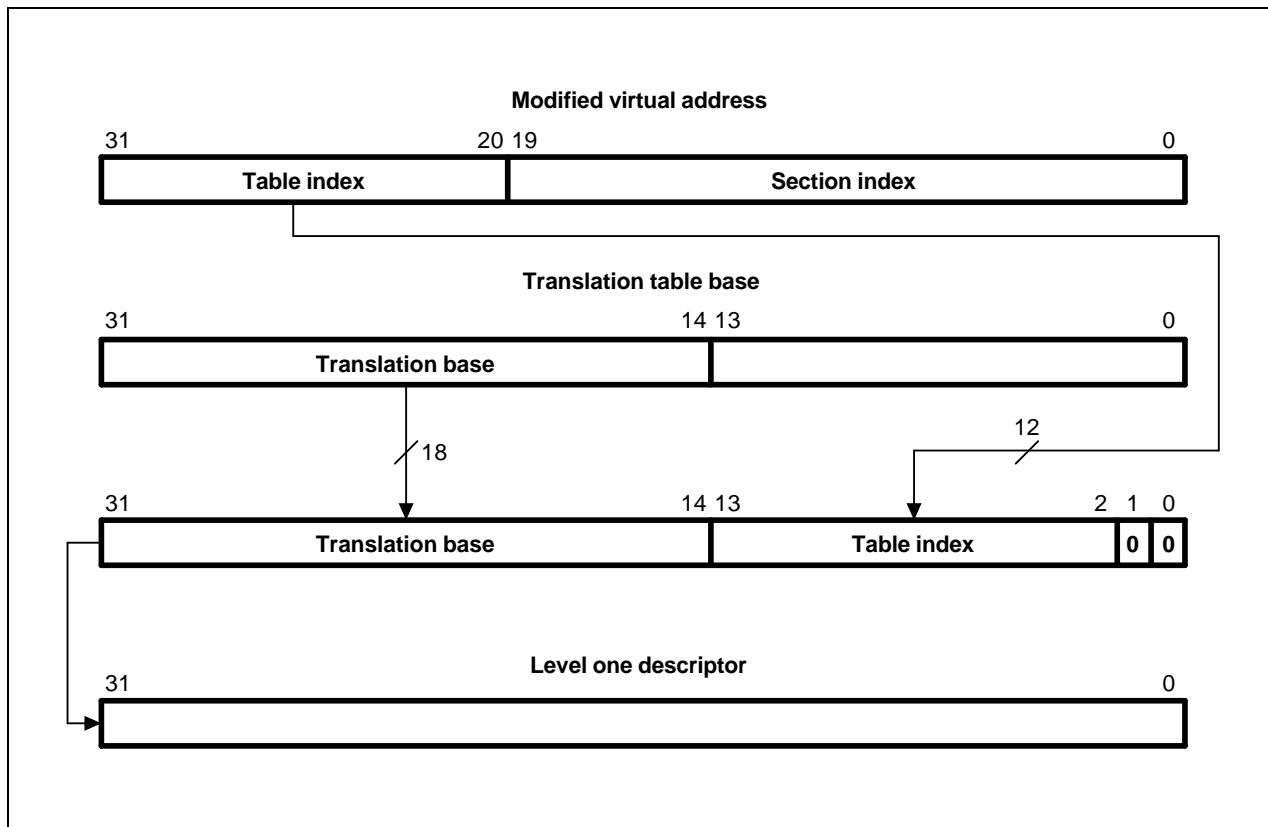 Modified virtual address
31 20 19 0
Table index Section index
Translation table base
31 14 13 0
Translation base
18 12
31 14 13 2 1 0
Translation base Table index 0 0
Level one descriptor
31 0